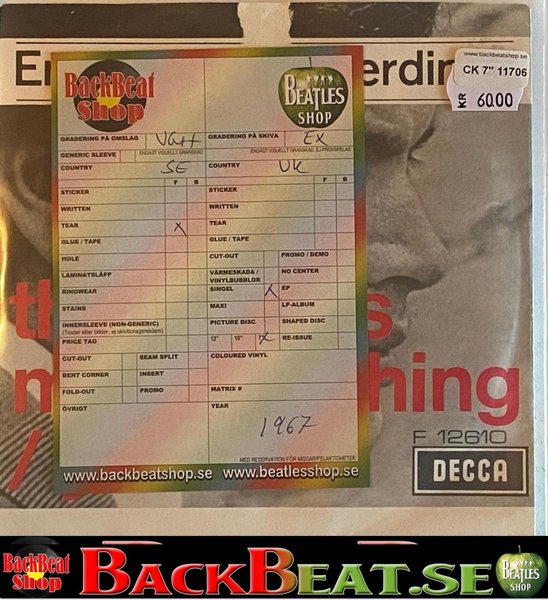 En
erdin
www.backbeatshop.se
CK 7" 11706
KR 60.00
BackBeat
Shop
BEATLES
SHOP
GRADERING PÅ OMSLAG VG++
GRADERING PÅ SKIVA EX
GENERIC SLEEVE
ENDAST VISUELLT GRANSKAD
ENDAST VISUELLT GRANSKAD, EJ PROVSPELAD
COUNTRY SE
COUNTRY UK
F B
F B
STICKER
STICKER
WRITTEN
WRITTEN
TEAR X
TEAR
GLUE / TAPE
GLUE / TAPE
HOLE
CUT-OUT
PROMO / DEMO
LAMINATSLÄPP
VÄRMESKADA /
VINYLBUBBLOR
NO CENTER
RINGWEAR
SINGEL X
EP
STAINS
MAXI
LP-ALBUM
INNERSLEEVE (NON-GENERIC)
(Texter eller bilder, ej skivbolagsreklam)
PICTURE DISC
SHAPED DISC
PRICE TAG
12" 10" 7" X
RE-ISSUE
CUT-OUT
BEAM SPLIT
COLOURED VINYL
BENT CORNER
INSERT
FOLD-OUT
PROMO
MATRIX #
ÖVRIGT
YEAR
1967
MED RESERVATION FÖR MISSAR/FELAKTIGHETER.
www.backbeatshop.se www.beatlesshop.se
th
s
m
hing
/
F 12610
DECCA
BackBeat
Shop
BACKBEAT.SE
BEATLES
SHOP